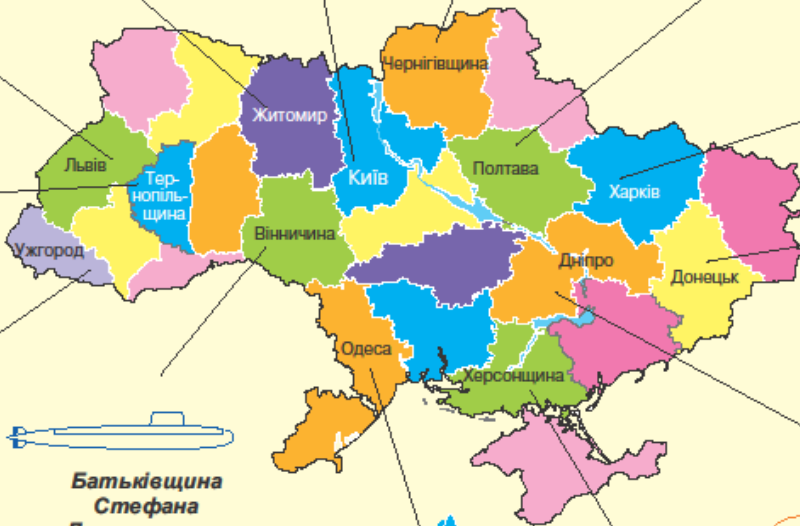 Чернігівщина
Житомир
Львів
Тер-
нопіль-
щина
Київ
Полтава
Харків
Ужгород
Вінничина
Дніпро
Донецьк
Одеса
Херсонщина
Батьківщина
Стефана